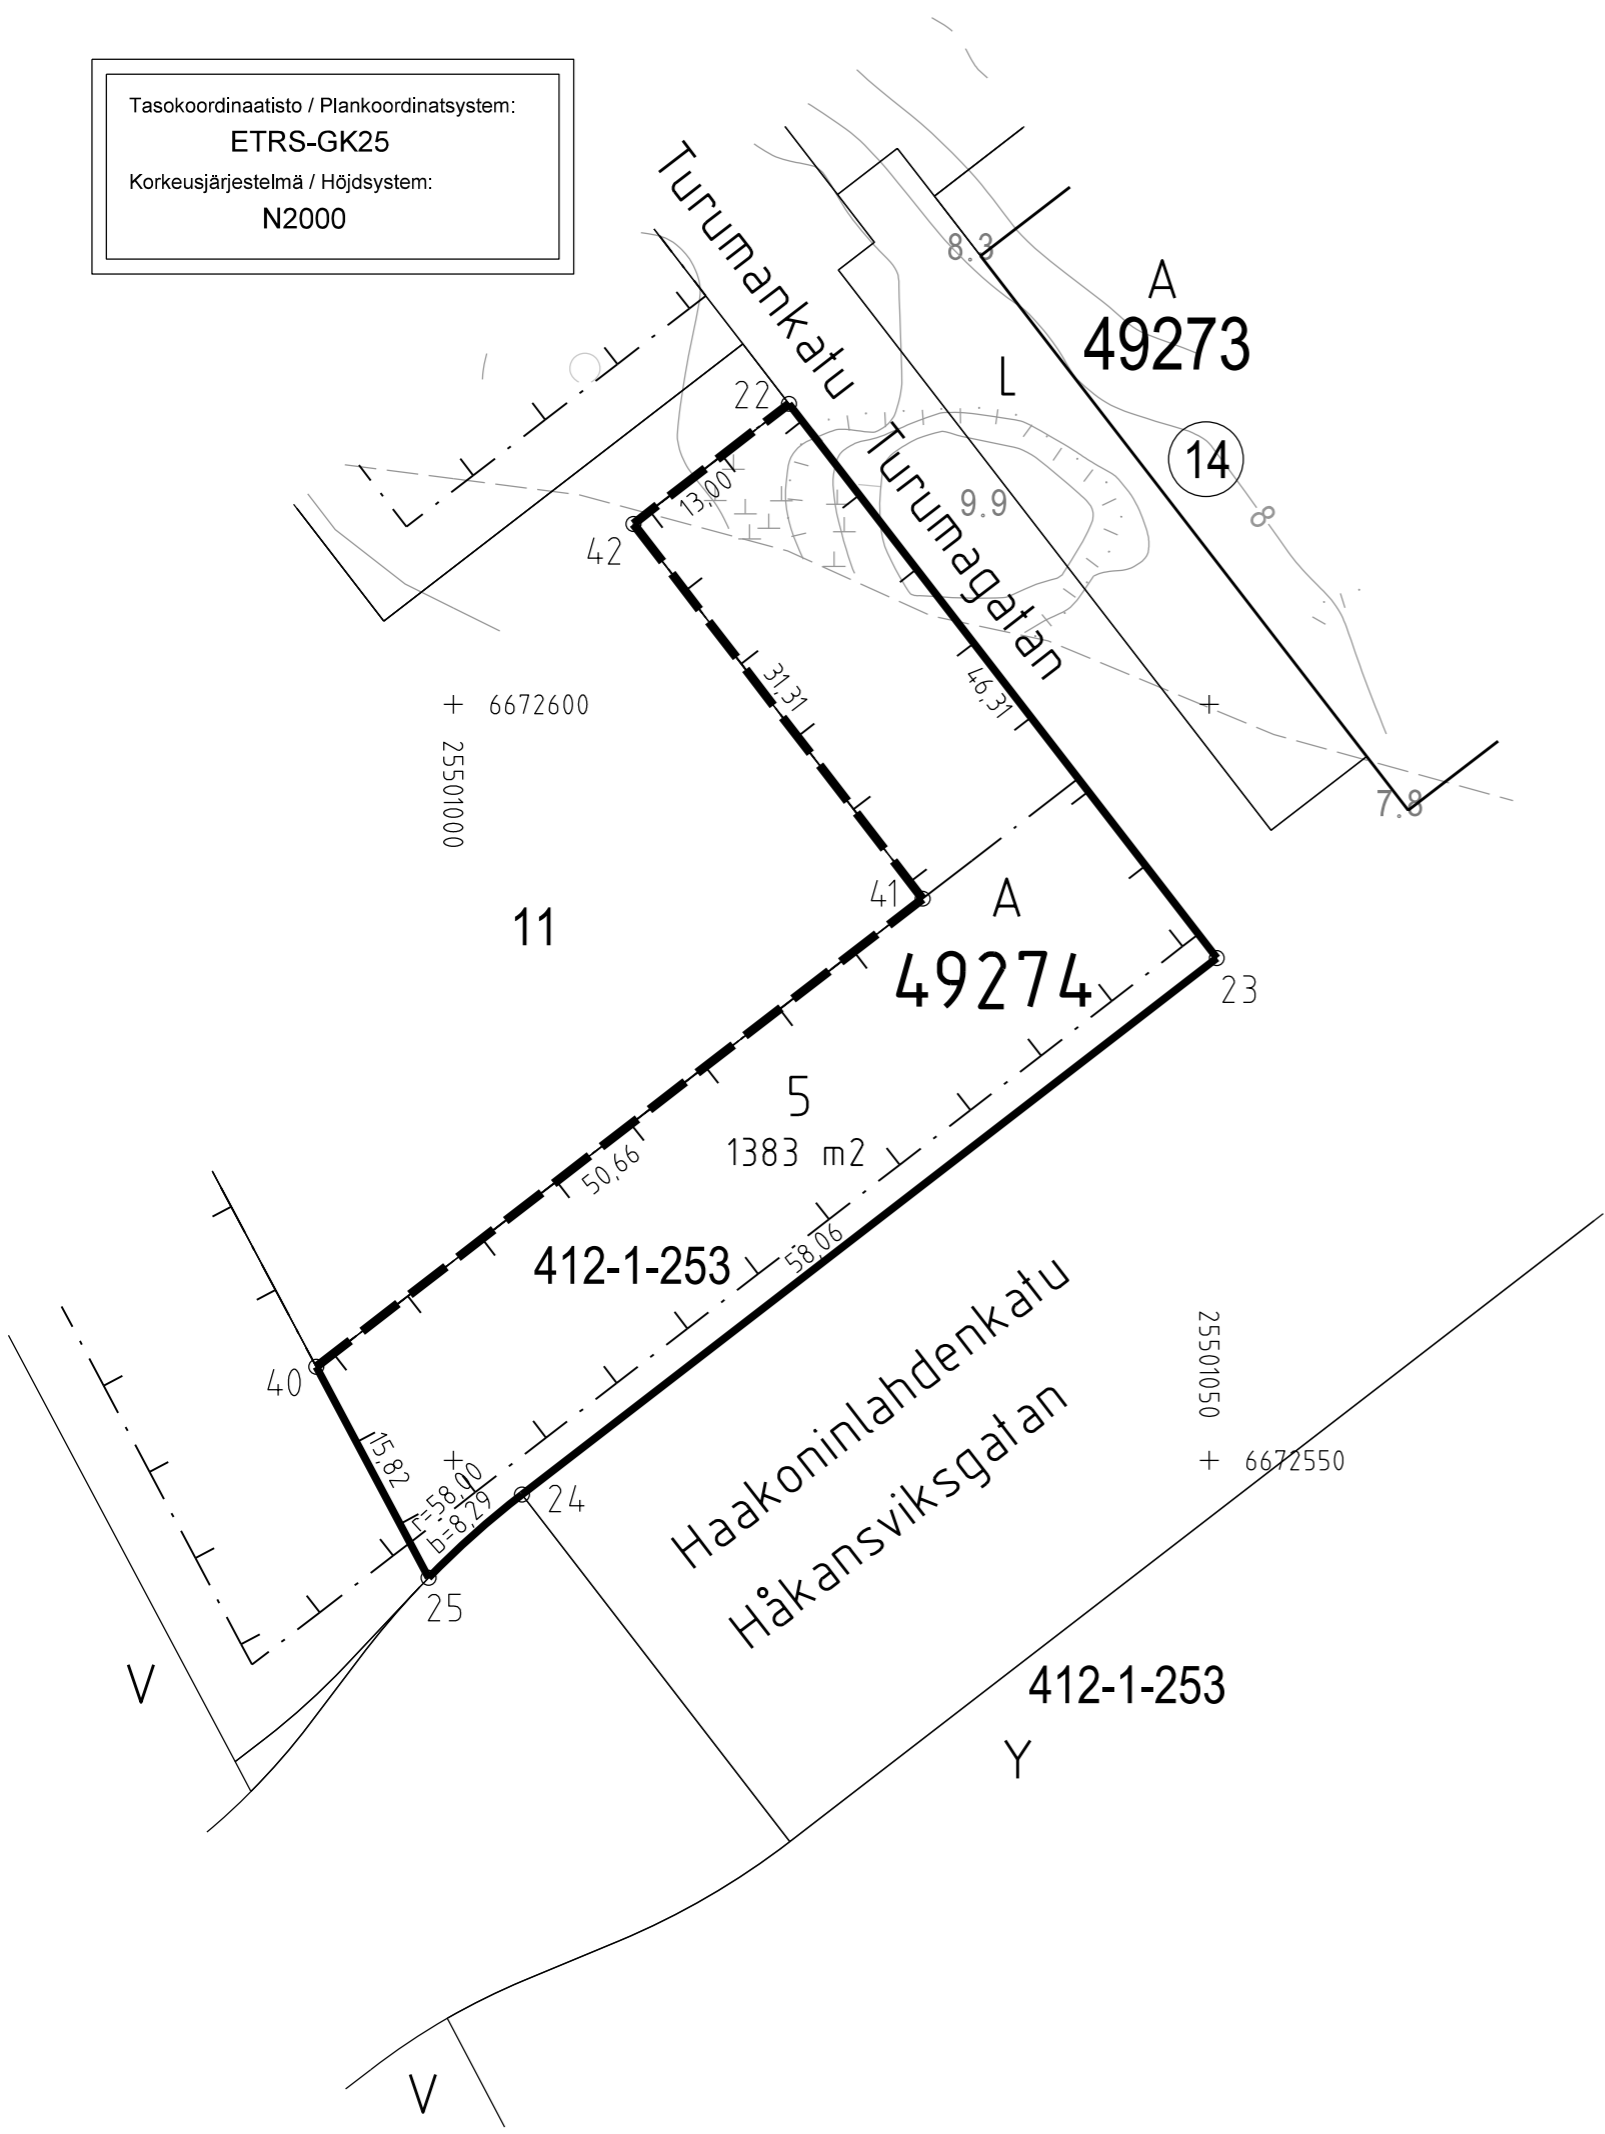 Tasokoordinaatisto / Plankoordinatsystem:
ETRS-GK25
Korkeusjärjestelmä / Höjdsystem:
N2000
Turumankatu
8.3
A
49273
L
22
Turumagatan
14
13,00
9.9
8
42
31,31
46,31
6672600
25501000
7.8
41
A
11
49274
23
5
1383 m2
50,66
58,06
412-1-253
Haakoninlahdenkatu
25501050
40
15,82
r=58,00
b=8,29
24
6672550
Håkansviksgatan
25
V
412-1-253
Y
V